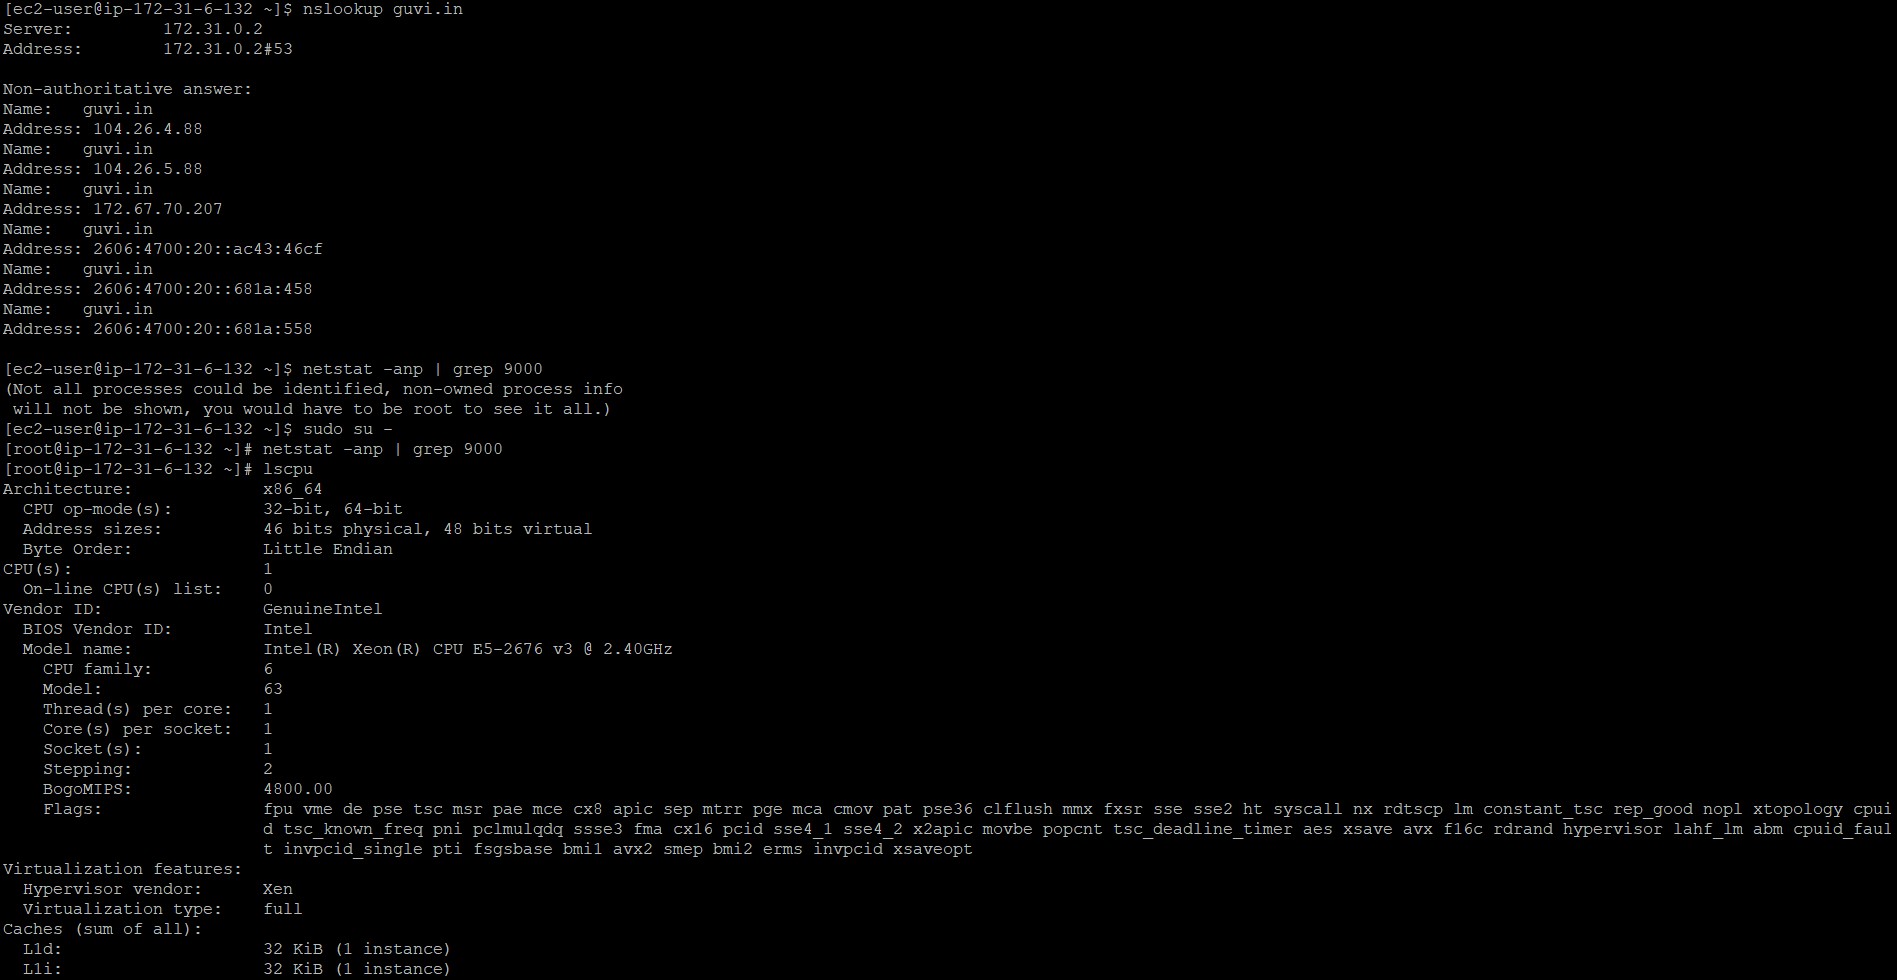 [ec2-user@ip-172-31-6-132 ~]$ nslookup guvi.in
Server:         172.31.0.2
Address:        172.31.0.2#53
Non-authoritative answer:
Name:   guvi.in
Address: 104.26.4.88
Name:   guvi.in
Address: 104.26.5.88
Name:   guvi.in
Address: 172.67.70.207
Name:   guvi.in
Address: 2606:4700:20::ac43:46cf
Name:   guvi.in
Address: 2606:4700:20::681a:458
Name:   guvi.in
Address: 2606:4700:20::681a:558
[ec2-user@ip-172-31-6-132 ~]$ netstat -anp | grep 9000
(Not all processes could be identified, non-owned process info
 will not be shown, you would have to be root to see it all.)
[ec2-user@ip-172-31-6-132 ~]$ sudo su -
[root@ip-172-31-6-132 ~]# netstat -anp | grep 9000
[root@ip-172-31-6-132 ~]# lscpu
Architecture:             x86_64
  CPU op-mode(s):         32-bit, 64-bit
  Address sizes:          46 bits physical, 48 bits virtual
  Byte Order:             Little Endian
CPU(s):                   1
  On-line CPU(s) list:    0
Vendor ID:                GenuineIntel
  BIOS Vendor ID:         Intel
  Model name:             Intel(R) Xeon(R) CPU E5-2676 v3 @ 2.40GHz
    CPU family:           6
    Model:                63
    Thread(s) per core:   1
    Core(s) per socket:   1
    Socket(s):            1
    Stepping:             2
    BogoMIPS:             4800.00
    Flags:                fpu vme de pse tsc msr pae mce cx8 apic sep mtrr pge mca cmov pat pse36 clflush mmx fxsr sse sse2 ht syscall nx rdtscp lm constant_tsc rep_good nopl xtopology cpui
                          d tsc_known_freq pni pclmulqdq ssse3 fma cx16 pcid sse4_1 sse4_2 x2apic movbe popcnt tsc_deadline_timer aes xsave avx f16c rdrand hypervisor lahf_lm abm cpuid_faul
                          t invpcid_single pti fsgsbase bmi1 avx2 smep bmi2 erms invpcid xsaveopt
Virtualization features:
  Hypervisor vendor:      Xen
  Virtualization type:    full
Caches (sum of all):
  L1d:                    32 KiB (1 instance)
  L1i:                    32 KiB (1 instance)